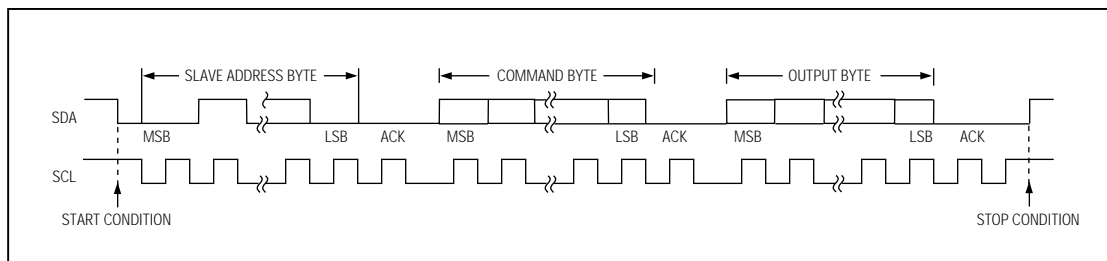 SLAVE ADDRESS BYTE COMMAND BYTE OUTPUT BYTE
SDA
MSB LSB ACK MSB LSB ACK MSB LSB ACK
SCL
START CONDITION STOP CONDITION